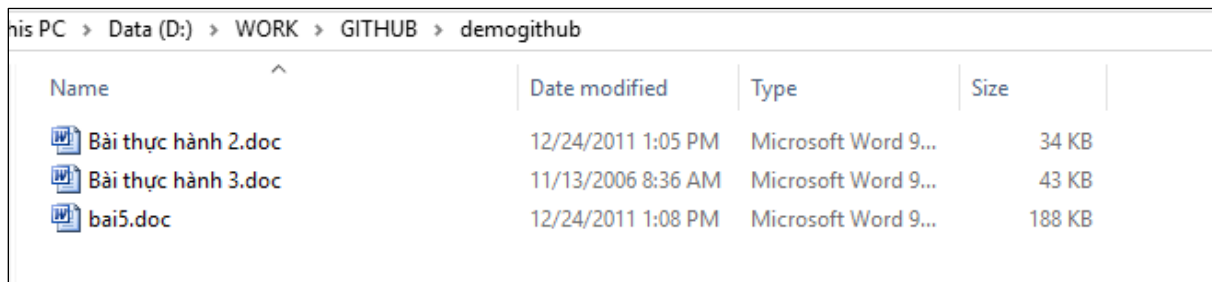 his PC > Data (D:) > WORK > GITHUB > demogithub
Name Date modified Type Size
Bài thực hành 2.doc 12/24/2011 1:05 PM Microsoft Word 9... 34 KB
Bài thực hành 3.doc 11/13/2006 8:36 AM Microsoft Word 9... 43 KB
bai5.doc 12/24/2011 1:08 PM Microsoft Word 9... 188 KB